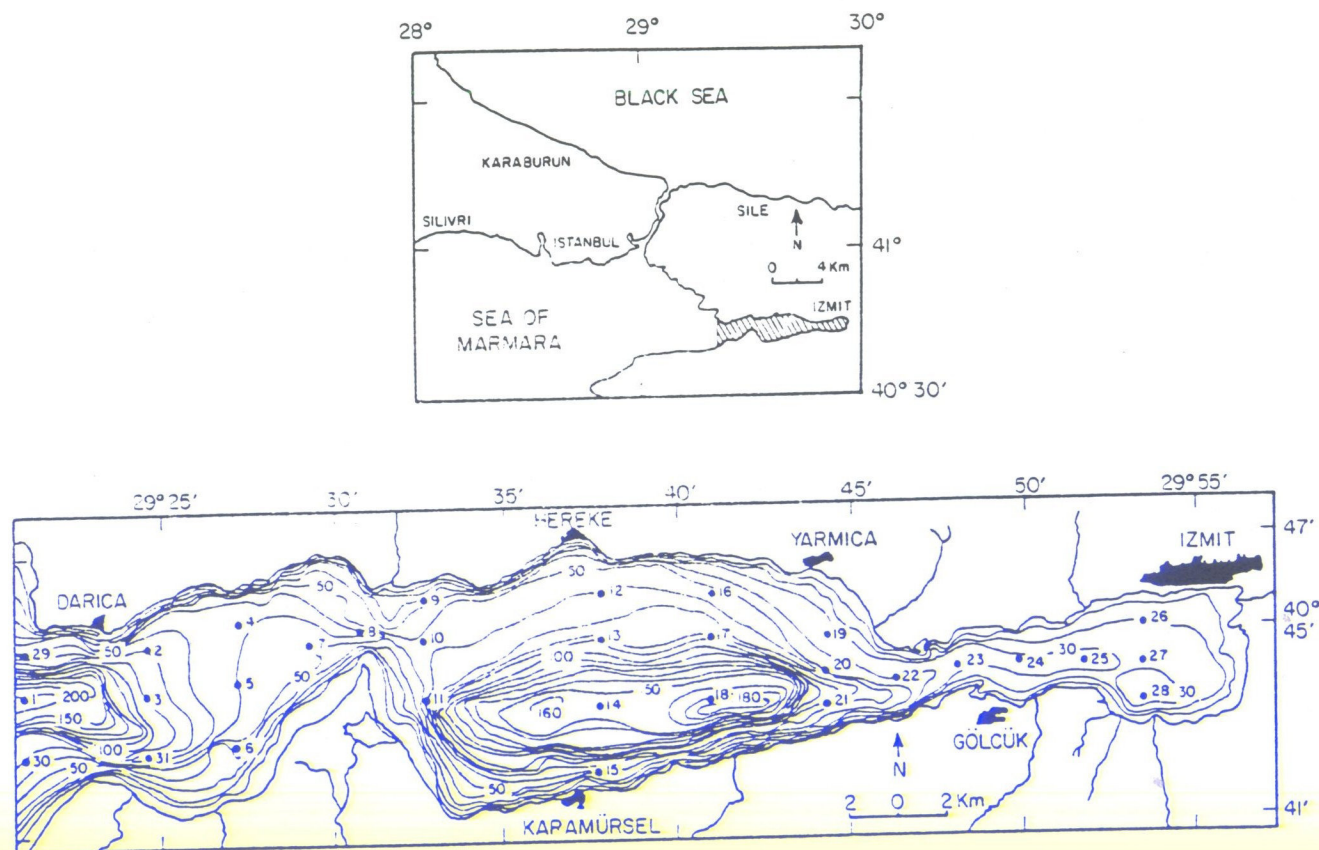 28° 29° 30°
BLACK SEA
KARABURUN
SILIVRI
SILE
ISTANBUL
N
41°
0 4 Km
IZMIT
SEA OF
MARMARA
40° 30′
29° 25′ 30′ 35′ 40′ 45′ 50′ 29° 55′
HEREKE
47′
YARMICA
IZMIT
50
50
DARICA
9
12
16
40°
4
26
45′
8
19
50
2
7
10
13
17
30
29
23
24
25
27
100
20
5
50
22
200
50
18
180
28
30
1
3
11
160
14
21
150
100
6
GÖLCÜK
30
31
N
50
15
50
2 0 2 Km
41′
KARAMÜRSEL